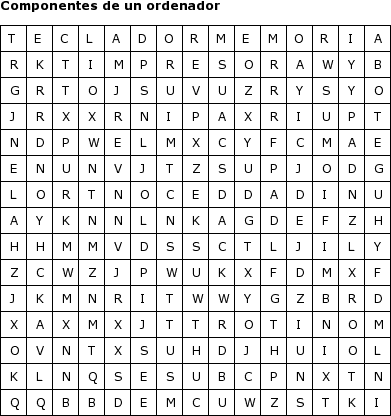 Componentes de un ordenador
T E C L A D O R M E M O R I A
R K T I M P R E S O R A W Y B
G R T O J S U V U Z R Y S Y O
J R X X R N I P A X R I U P T
N D P W E L M X C Y F C M A E
E N U N V J T Z S U P J O D G
L O R T N O C E D D A D I N U
A Y K N N L N K A G D E F Z H
H H M M V D S S C T L J I L Y
Z C W Z J P W U K X F D M X F
J K M N R I T W W Y G Z B R D
X A X M X J T T R O T I N O M
O V N T X S U H D J H U I O L
K L N Q S E S U B C P N X T N
Q Q B B D E M C U W Z S T K I